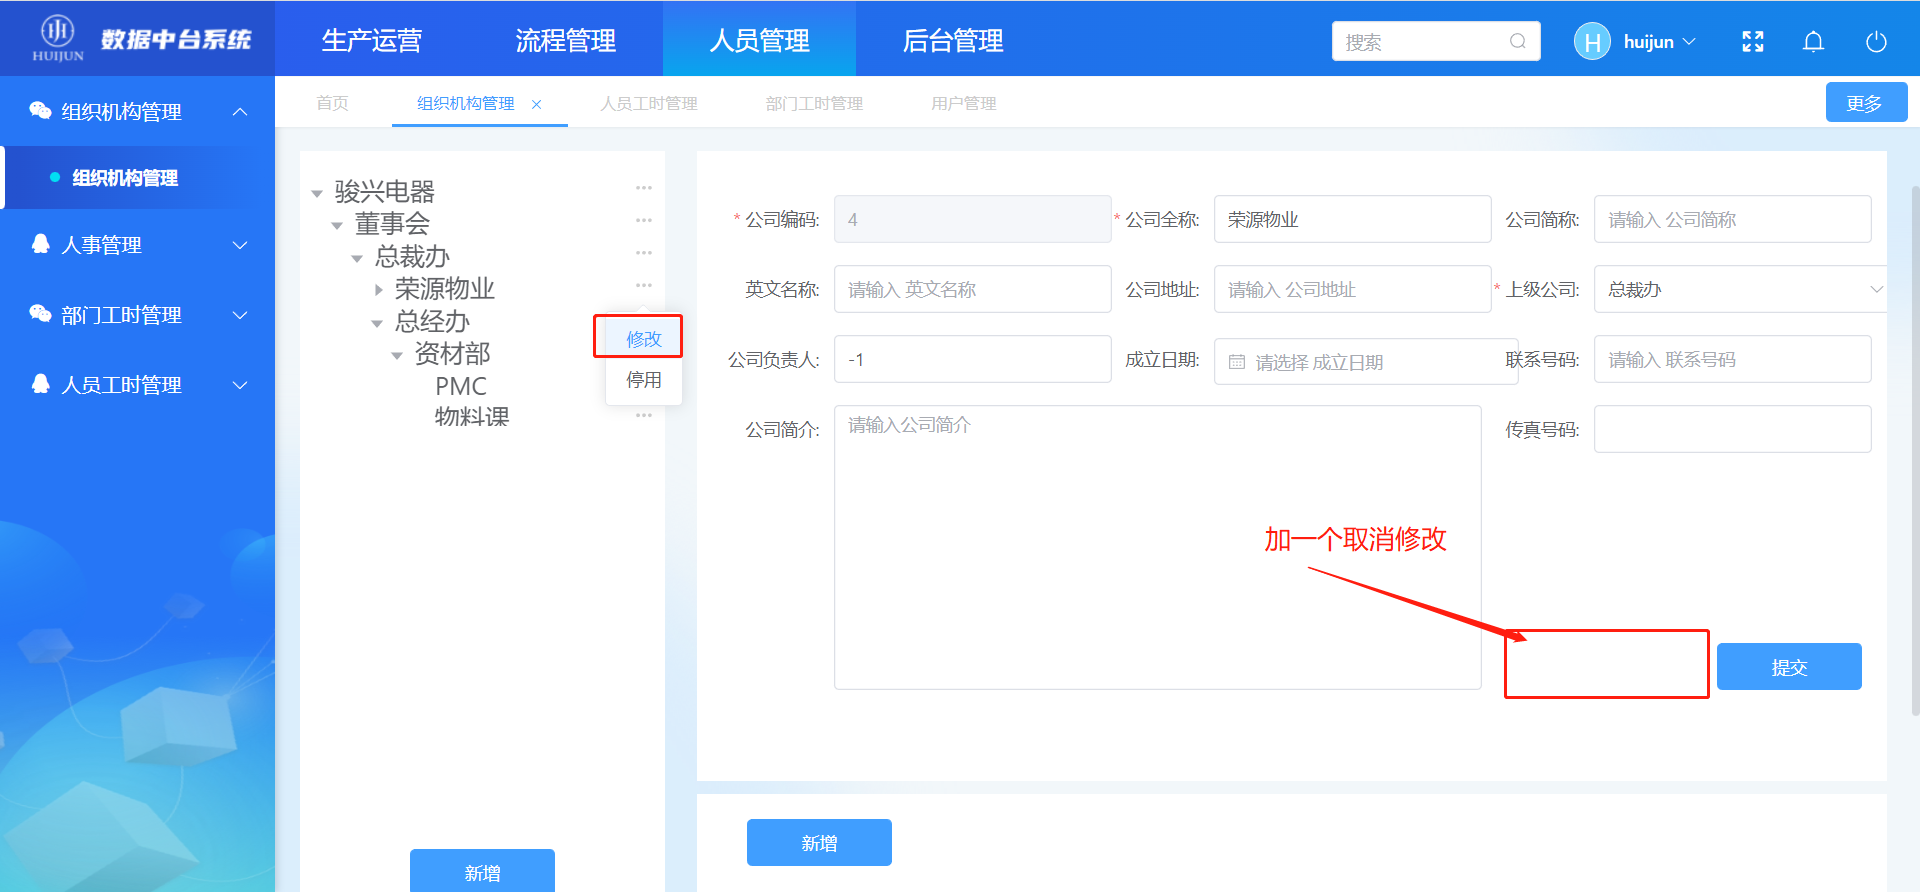 HUIJUN
数据中台系统
生产运营
流程管理
人员管理
后台管理
搜索
H
huijun
组织机构管理
组织机构管理
人事管理
部门工时管理
人员工时管理
首页
组织机构管理
人员工时管理
部门工时管理
用户管理
更多
骏兴电器
董事会
总裁办
荣源物业
总经办
资材部
PMC
物料课
修改
停用
新增
* 公司编码:
4
* 公司全称:
荣源物业
公司简称:
请输入 公司简称
英文名称:
请输入 英文名称
公司地址:
请输入 公司地址
* 上级公司:
总裁办
公司负责人:
-1
成立日期:
请选择 成立日期
联系号码:
请输入 联系号码
公司简介:
请输入公司简介
传真号码:
加一个取消修改
提交
新增